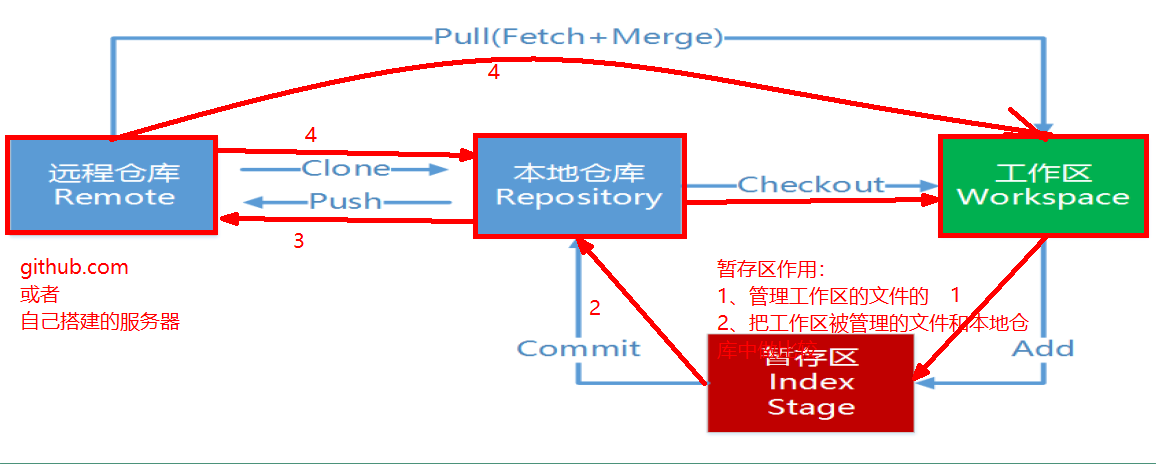 Pull(Fetch+Merge)
4
4
远程仓库
Remote
Clone
Push
本地仓库
Repository
Checkout
工作区
Workspace
3
github.com
或者
自己搭建的服务器
暂存区作用：
1、管理工作区的文件的
1
2、把工作区被管理的文件和本地仓
库中
2
Commit
Add
暂存区
Index
Stage